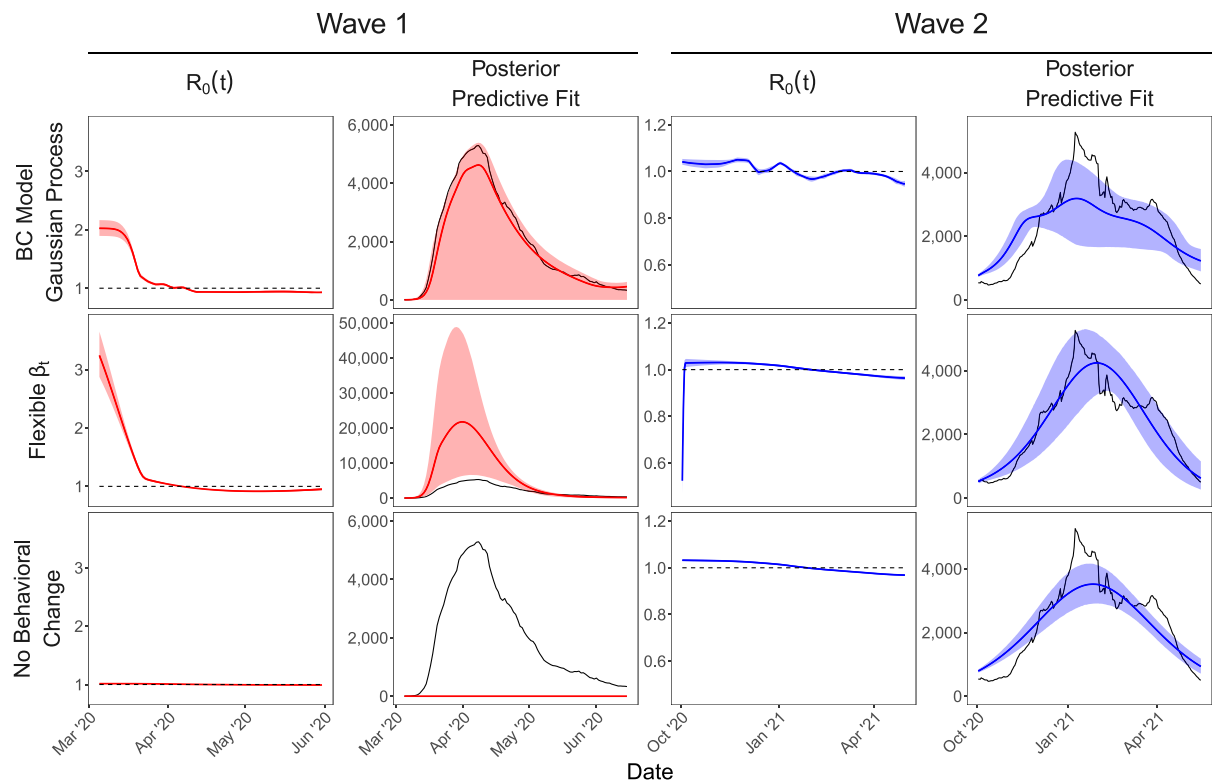 Wave 1
Wave 2
R₀(t)
Posterior
Predictive Fit
R₀(t)
Posterior
Predictive Fit
BC Model
Gaussian Process
3
2
1
6,000
4,000
2,000
0
1.2
1.0
0.8
0.6
4,000
2,000
0
Flexible βₜ
3
2
1
50,000
40,000
30,000
20,000
10,000
0
1.2
1.0
0.8
0.6
4,000
2,000
0
No Behavioral
Change
3
2
1
6,000
4,000
2,000
0
1.2
1.0
0.8
0.6
4,000
2,000
0
Mar '20
Apr '20
May '20
Jun '20
Mar '20
Apr '20
May '20
Jun '20
Oct '20
Jan '21
Apr '21
Oct '20
Jan '21
Apr '21
Date